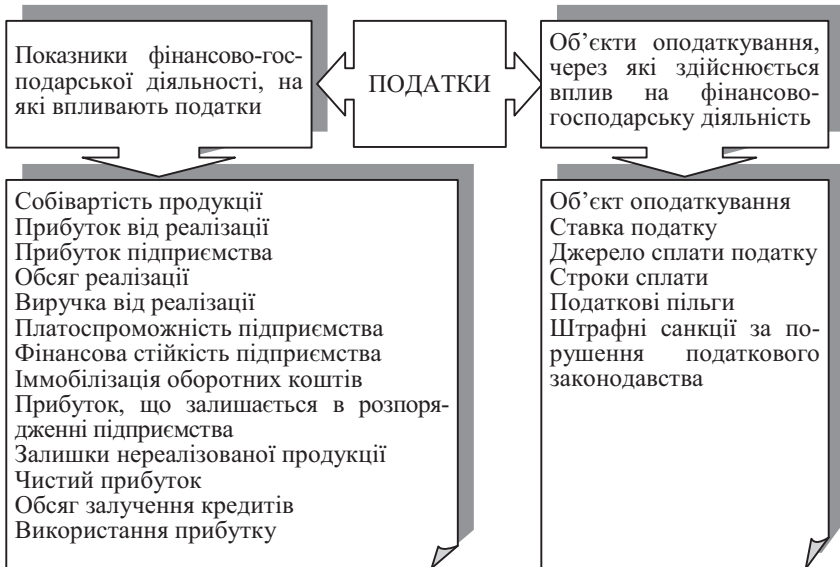 Показники фінансово-гос-
подарської діяльності, на
які впливають податки
ПОДАТКИ
Об’єкти оподаткування,
через які здійснюється
вплив на фінансово-
господарську діяльність
Собівартість продукції
Прибуток від реалізації
Прибуток підприємства
Обсяг реалізації
Виручка від реалізації
Платоспроможність підприємства
Фінансова стійкість підприємства
Іммобілізація оборотних коштів
Прибуток, що залишається в розпоря-
дженні підприємства
Залишки нереалізованої продукції
Чистий прибуток
Обсяг залучення кредитів
Використання прибутку
Об’єкт оподаткування
Ставка податку
Джерело сплати податку
Строки сплати
Податкові пільги
Штрафні санкції за по-
рушення податкового
законодавства